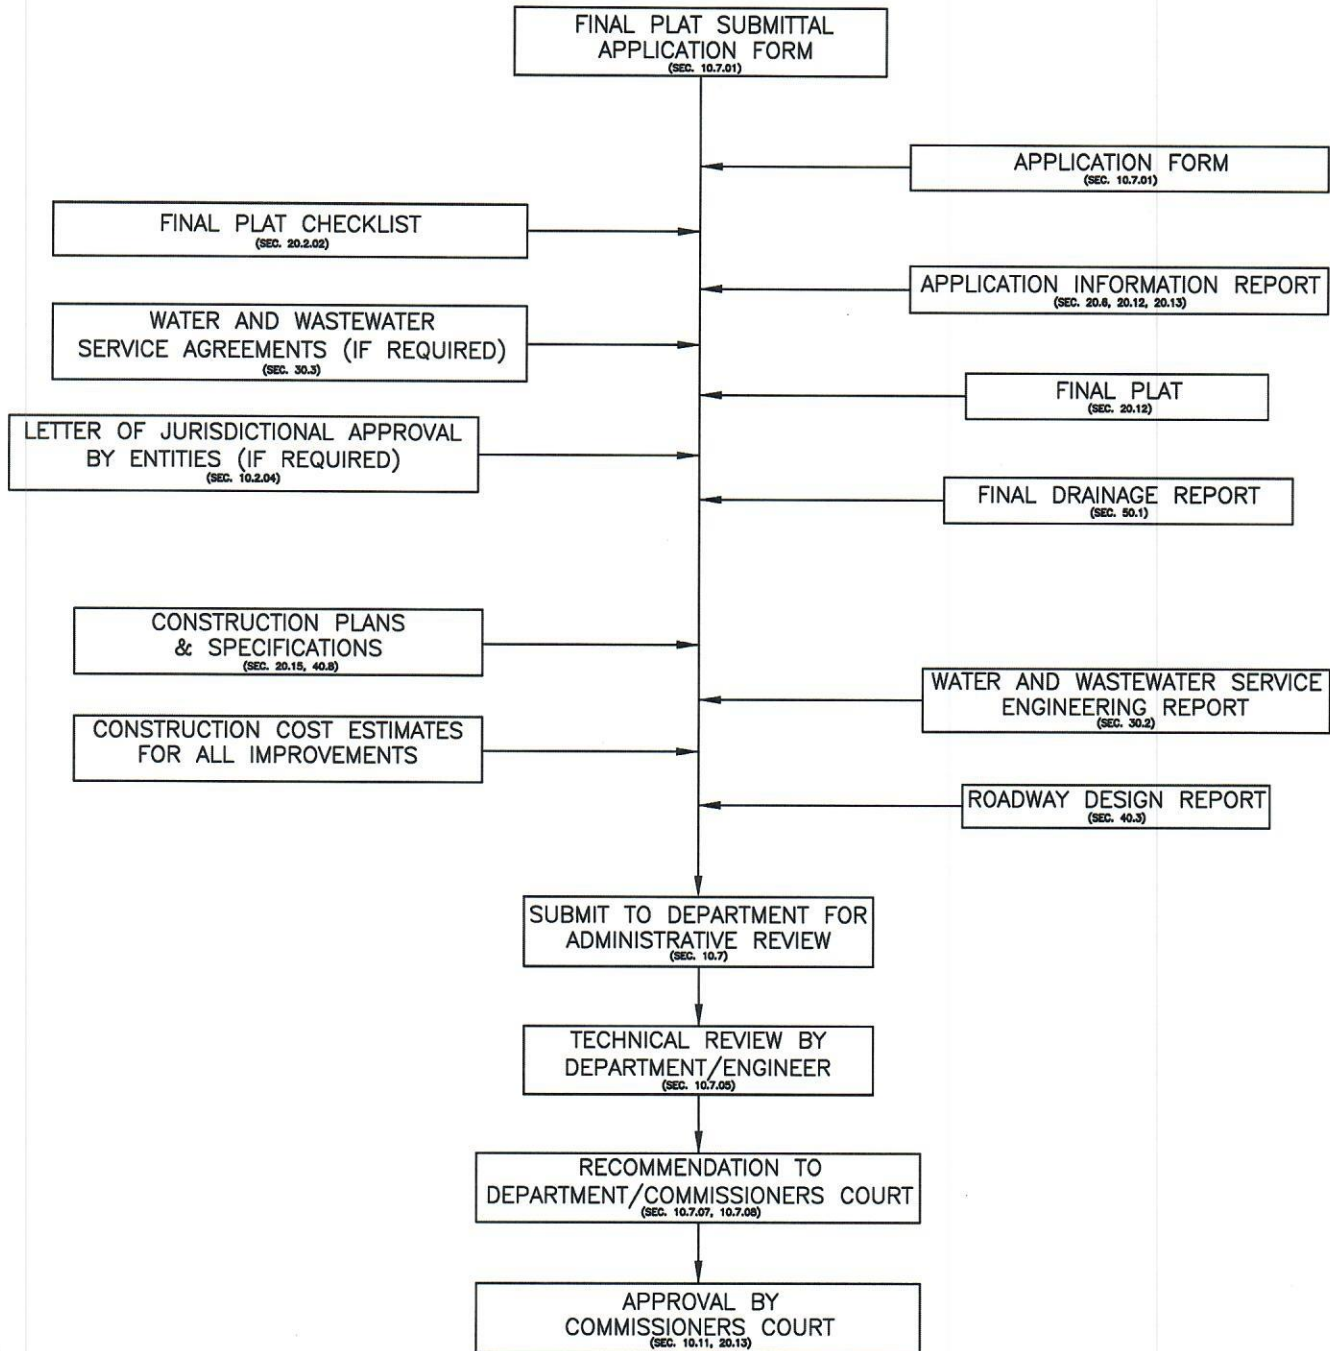 FINAL PLAT SUBMITTAL
APPLICATION FORM
(SEC. 10.7.01)
APPLICATION FORM
(SEC. 10.7.01)
FINAL PLAT CHECKLIST
(SEC. 20.2.02)
APPLICATION INFORMATION REPORT
(SEC. 20.6, 20.12, 20.13)
WATER AND WASTEWATER
SERVICE AGREEMENTS (IF REQUIRED)
(SEC. 30.3)
FINAL PLAT
(SEC. 20.12)
LETTER OF JURISDICTIONAL APPROVAL
BY ENTITIES (IF REQUIRED)
(SEC. 10.2.04)
FINAL DRAINAGE REPORT
(SEC. 50.1)
CONSTRUCTION PLANS
& SPECIFICATIONS
(SEC. 20.15, 40.8)
WATER AND WASTEWATER SERVICE
ENGINEERING REPORT
(SEC. 30.2)
CONSTRUCTION COST ESTIMATES
FOR ALL IMPROVEMENTS
ROADWAY DESIGN REPORT
(SEC. 40.3)
SUBMIT TO DEPARTMENT FOR
ADMINISTRATIVE REVIEW
(SEC. 10.7)
TECHNICAL REVIEW BY
DEPARTMENT/ENGINEER
(SEC. 10.7.05)
RECOMMENDATION TO
DEPARTMENT/COMMISSIONERS COURT
(SEC. 10.7.07, 10.7.08)
APPROVAL BY
COMMISSIONERS COURT
(SEC. 10.11, 20.13)